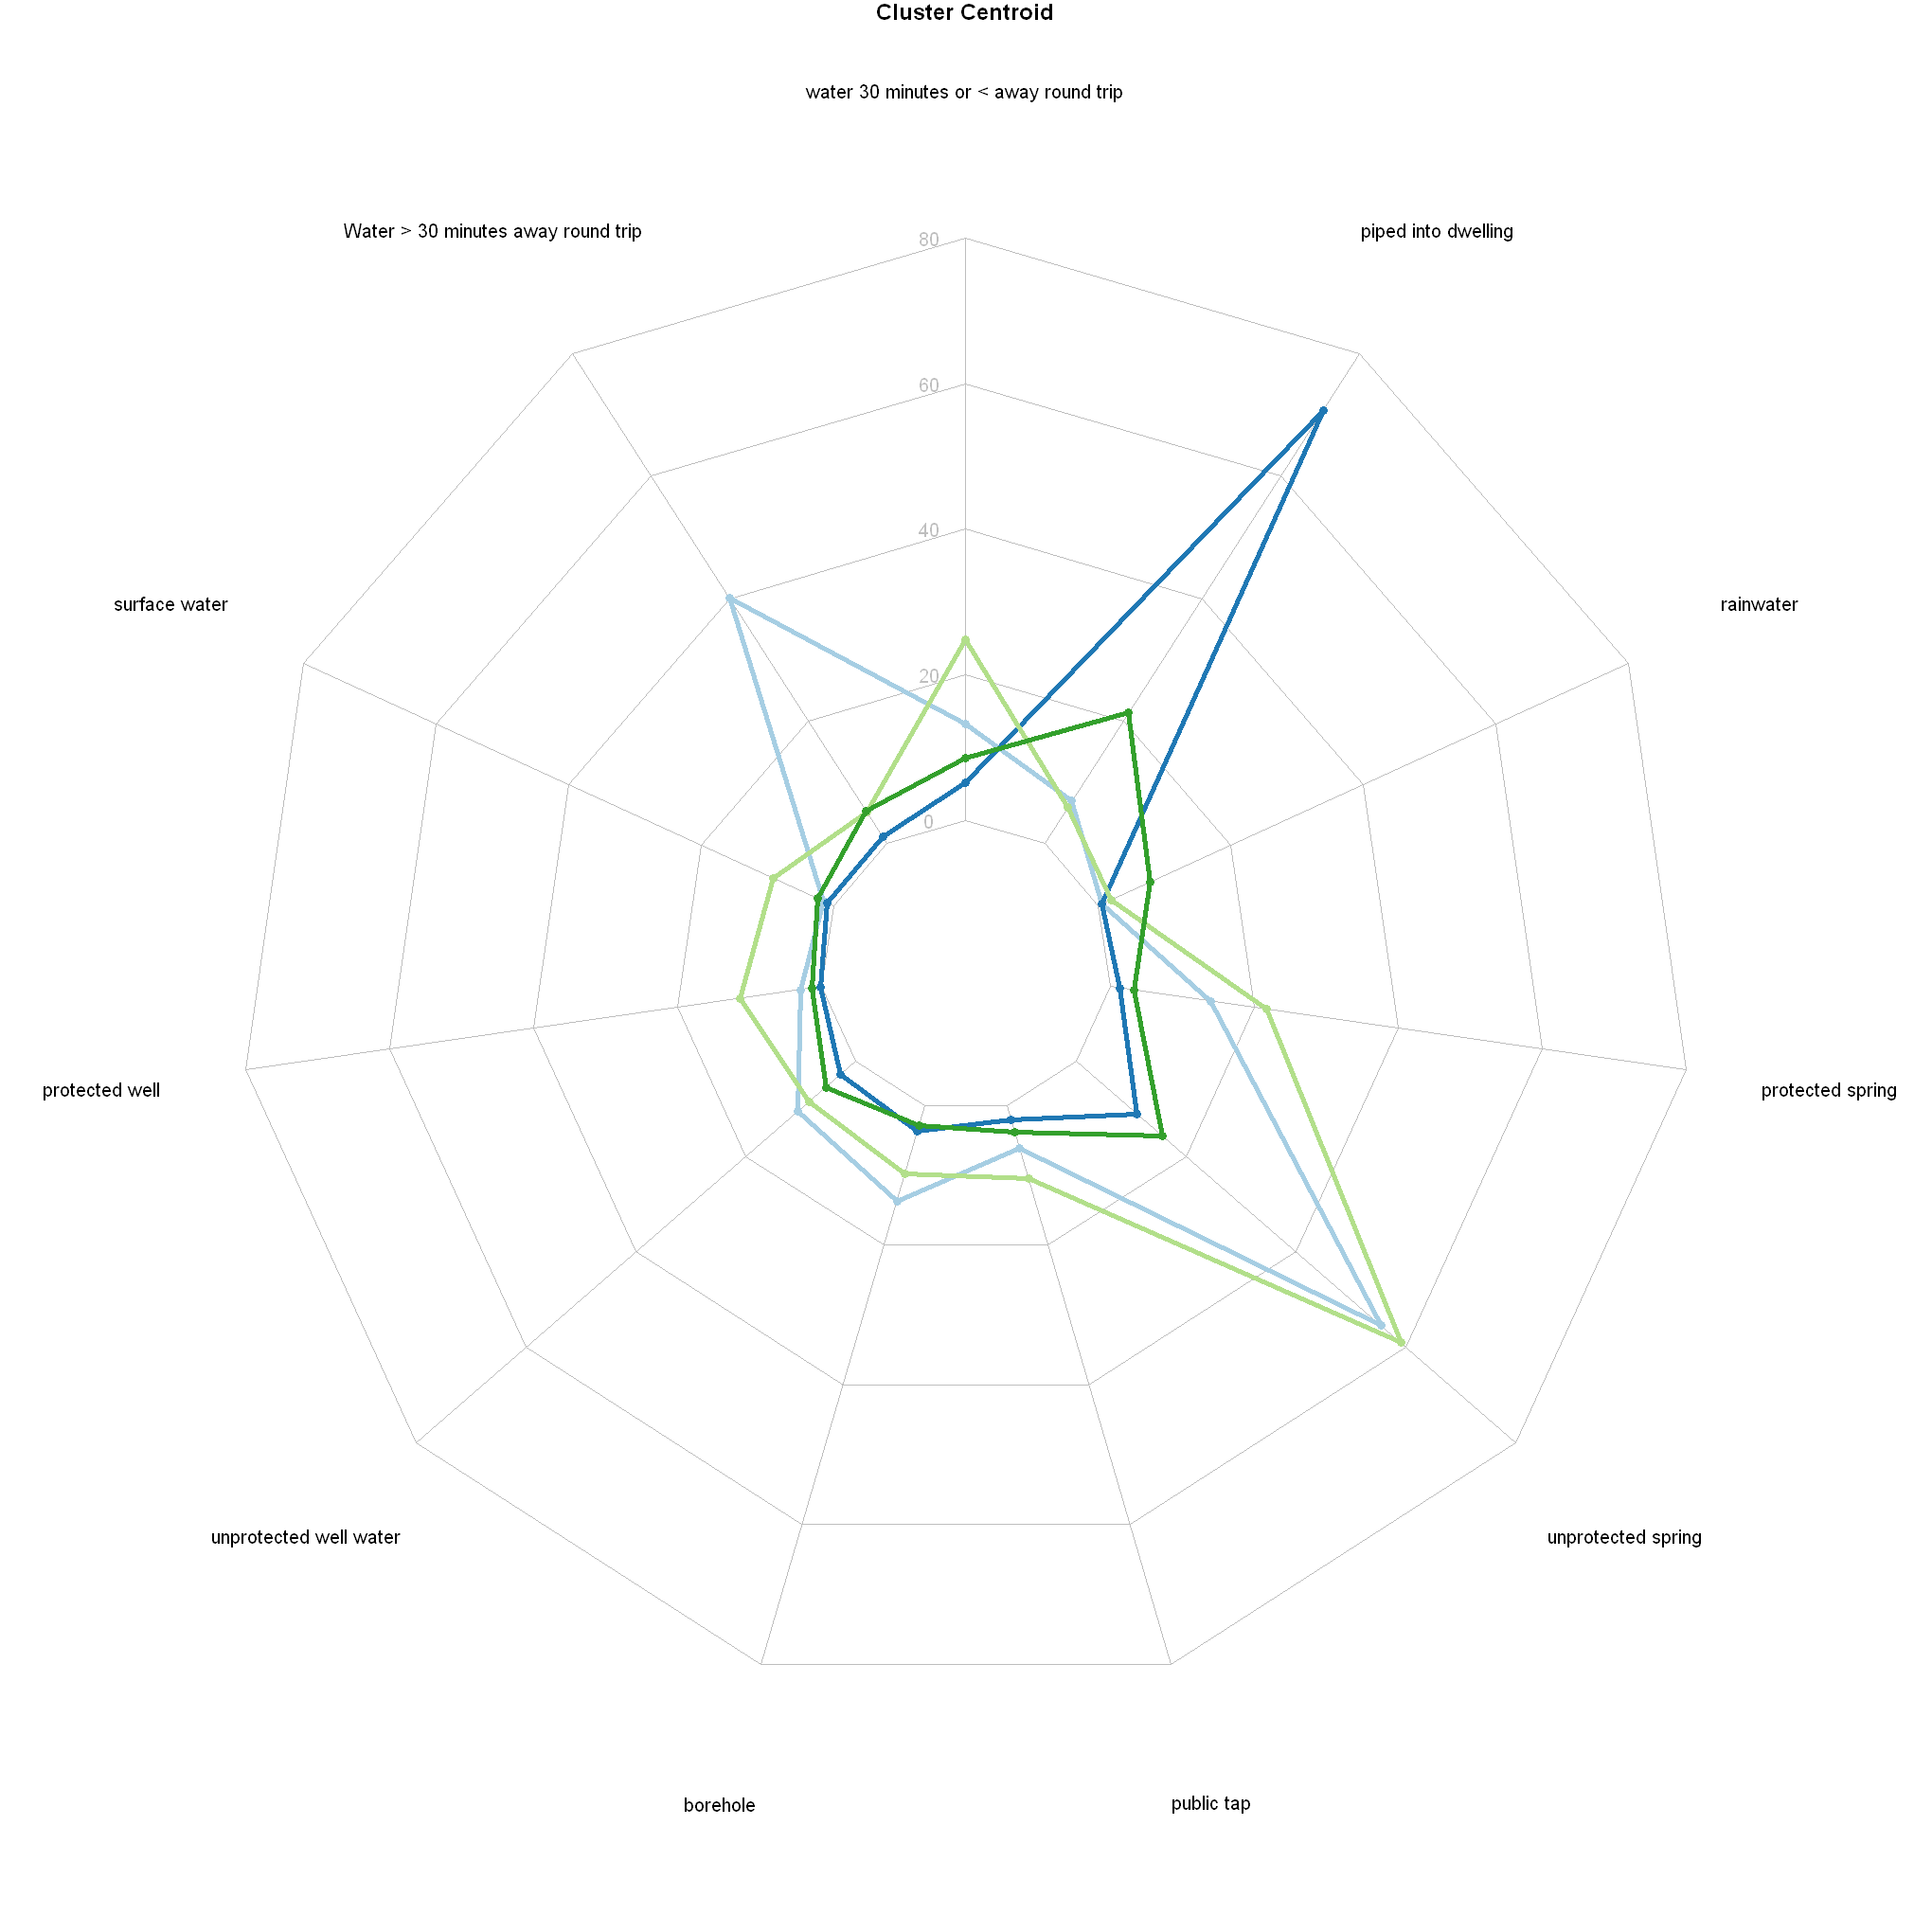 Cluster Centroid
water 30 minutes or < away round trip
Water > 30 minutes away round trip
piped into dwelling
80
60
40
20
0
surface water
rainwater
protected well
protected spring
unprotected well water
unprotected spring
borehole
public tap